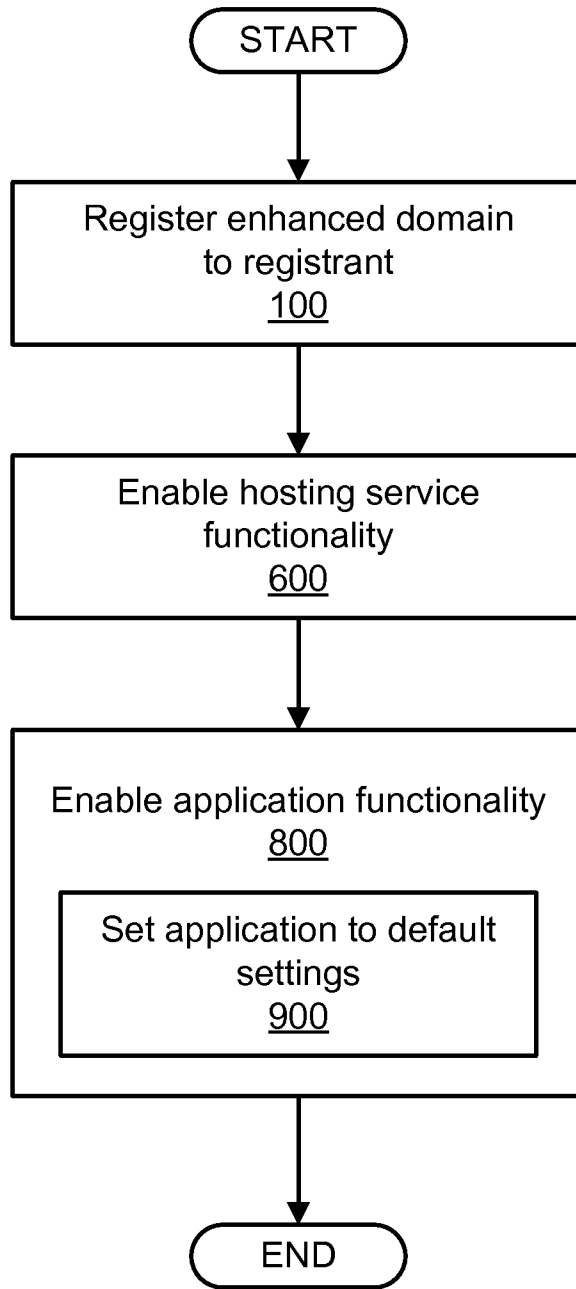 START
Register enhanced domain
to registrant
100
Enable hosting service
functionality
600
Enable application functionality
800
Set application to default
settings
900
END